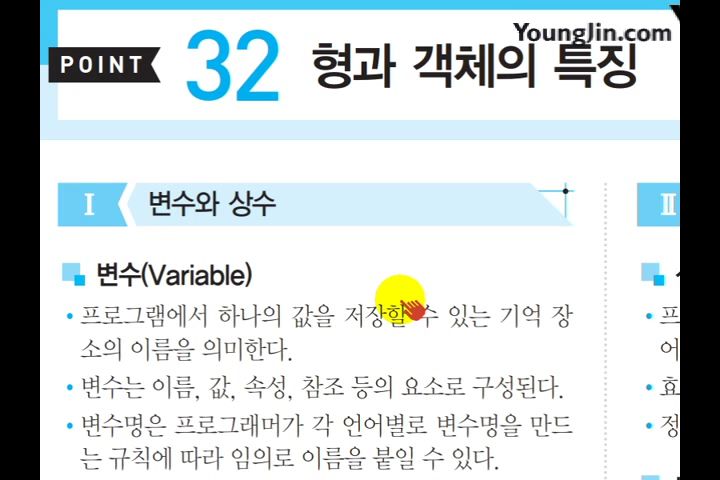 YoungJin.com
POINT 32 형과 객체의 특징
Ⅰ 변수와 상수
Ⅱ
변수(Variable)
• 프로그램에서 하나의 값을 저장할 수 있는 기억 장
소의 이름을 의미한다.
• 변수는 이름, 값, 속성, 참조 등의 요소로 구성된다.
• 변수명은 프로그래머가 각 언어별로 변수명을 만드
는 규칙에 따라 임의로 이름을 붙일 수 있다.
• 프
어
• 효
• 정